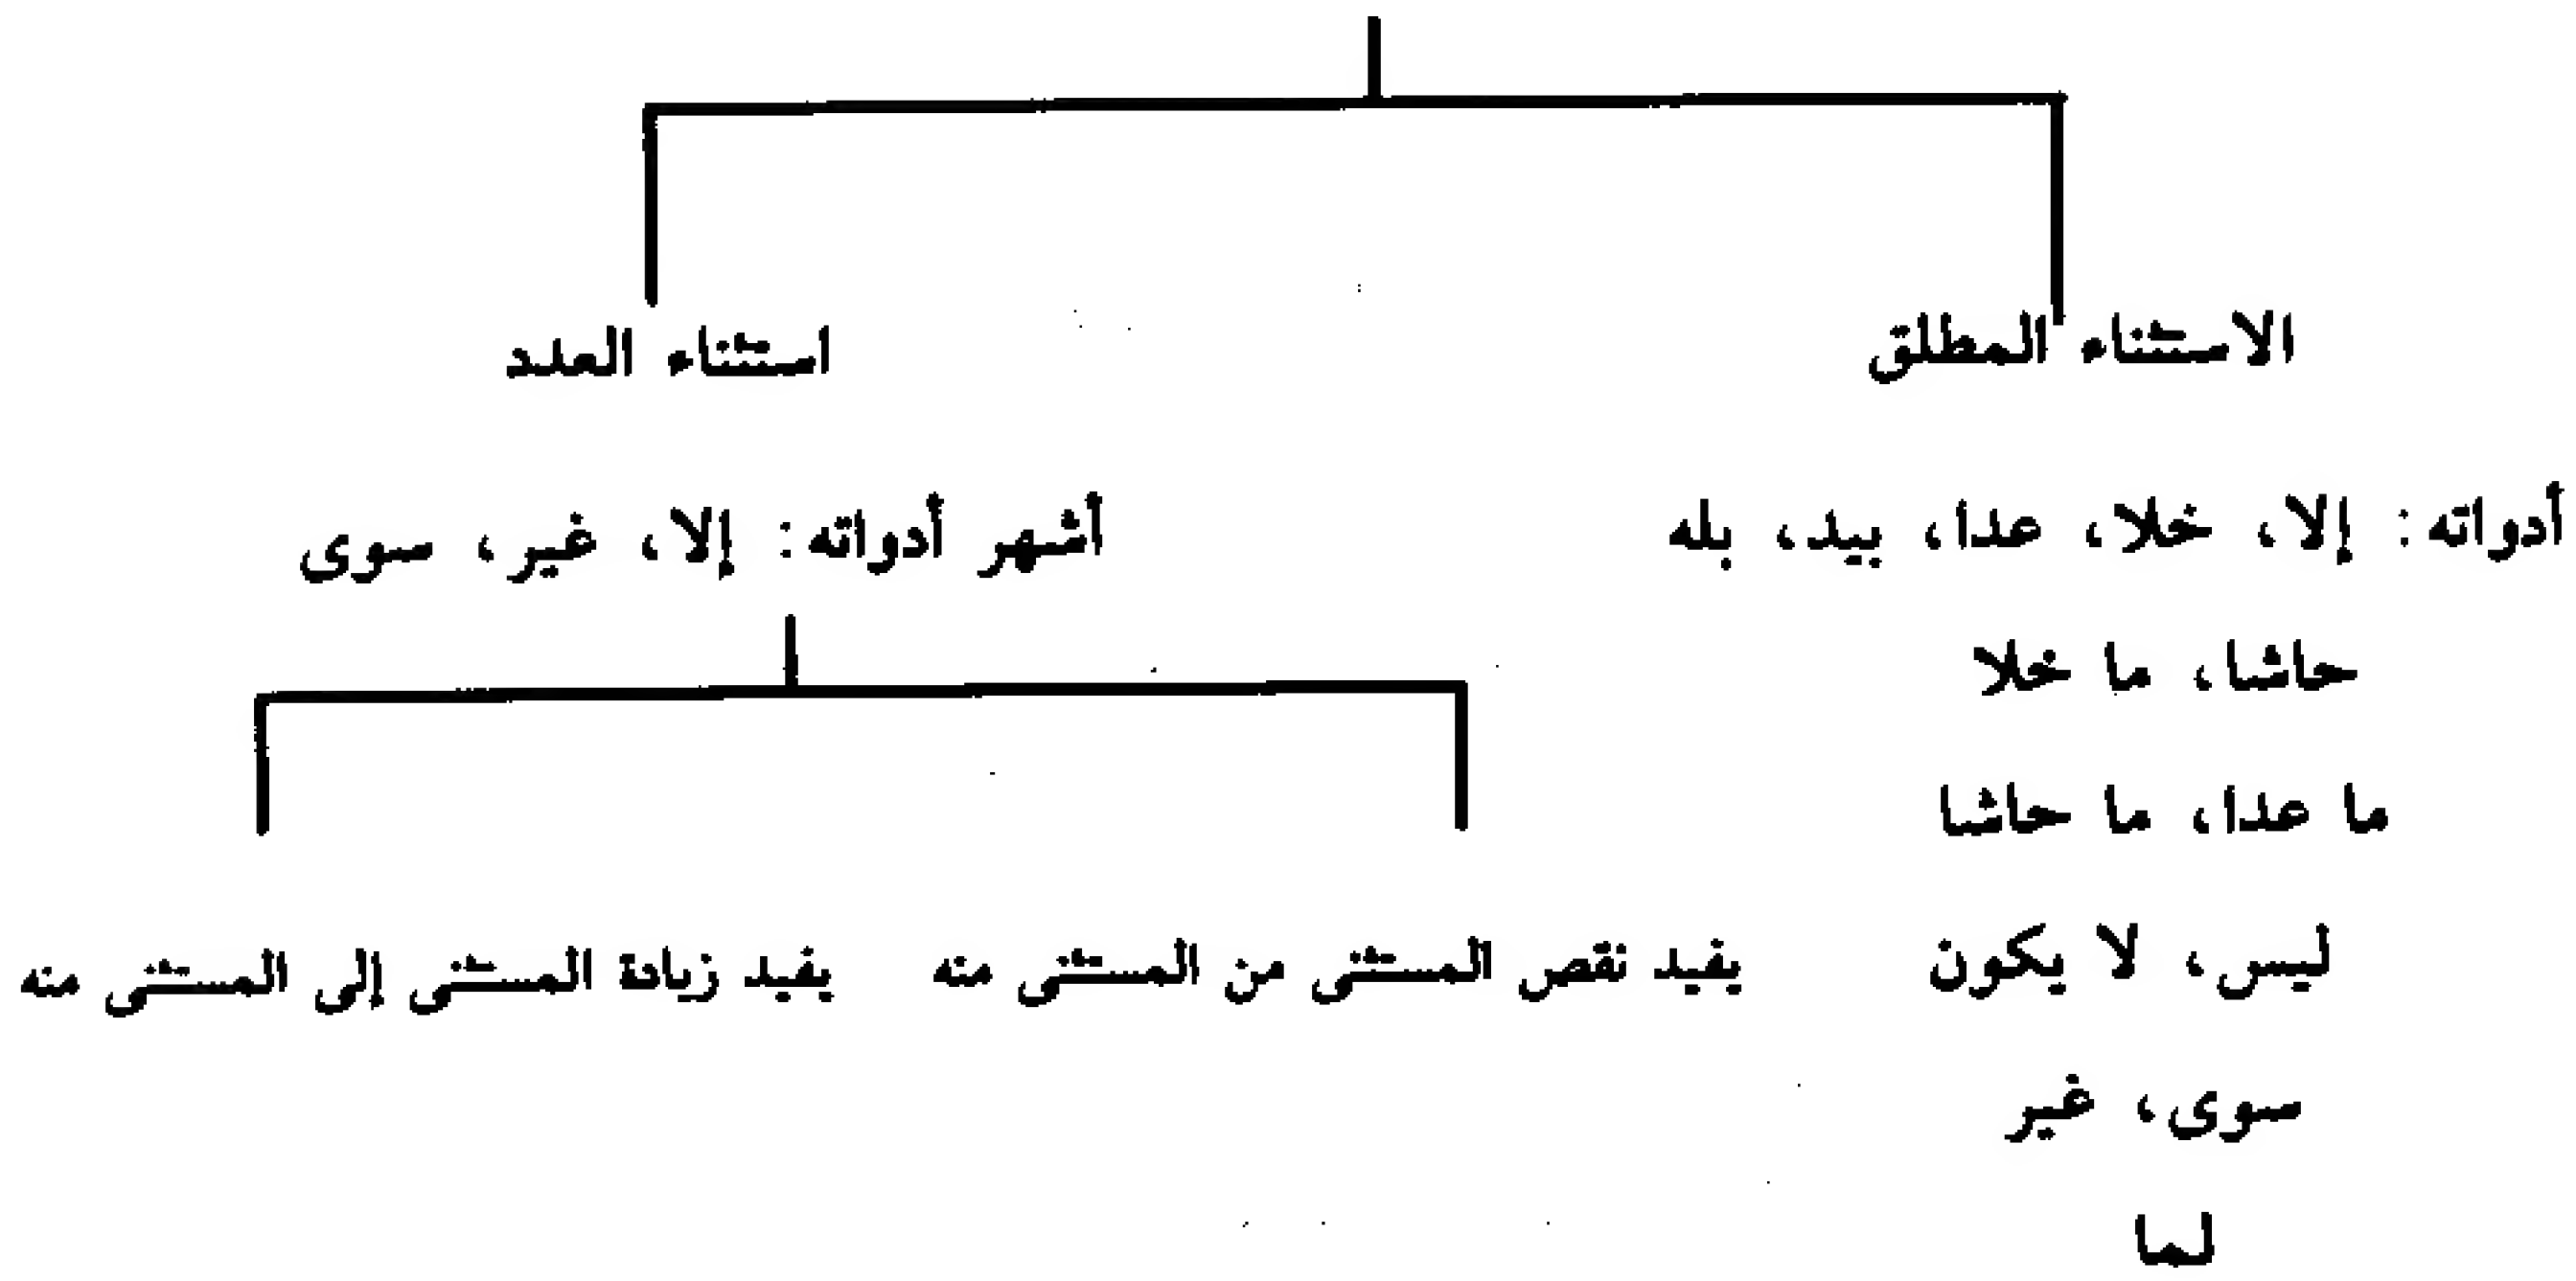 الاستثناء المطلق
استثناء العدد
أدواته: إلا، خلا، عدا، بيد، بله
أشهر أدواته: إلا، غير، سوى
حاشا، ما خلا
ما عدا، ما حاشا
ليس، لا يكون
يفيد نقص المستثنى من المستثنى منه
يفيد زيادة المستثنى إلى المستثنى منه
سوى، غير
لما